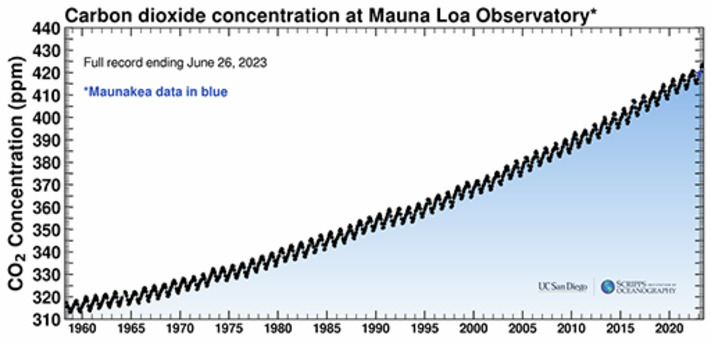 Carbon dioxide concentration at Mauna Loa Observatory*
Full record ending June 26, 2023
*Maunakea data in blue
CO₂ Concentration (ppm)
440
430
420
410
400
390
380
370
360
350
340
330
320
310
1960 1965 1970 1975 1980 1985 1990 1995 2000 2005 2010 2015 2020
UC San Diego
SCRIPPS INSTITUTION OF
OCEANOGRAPHY